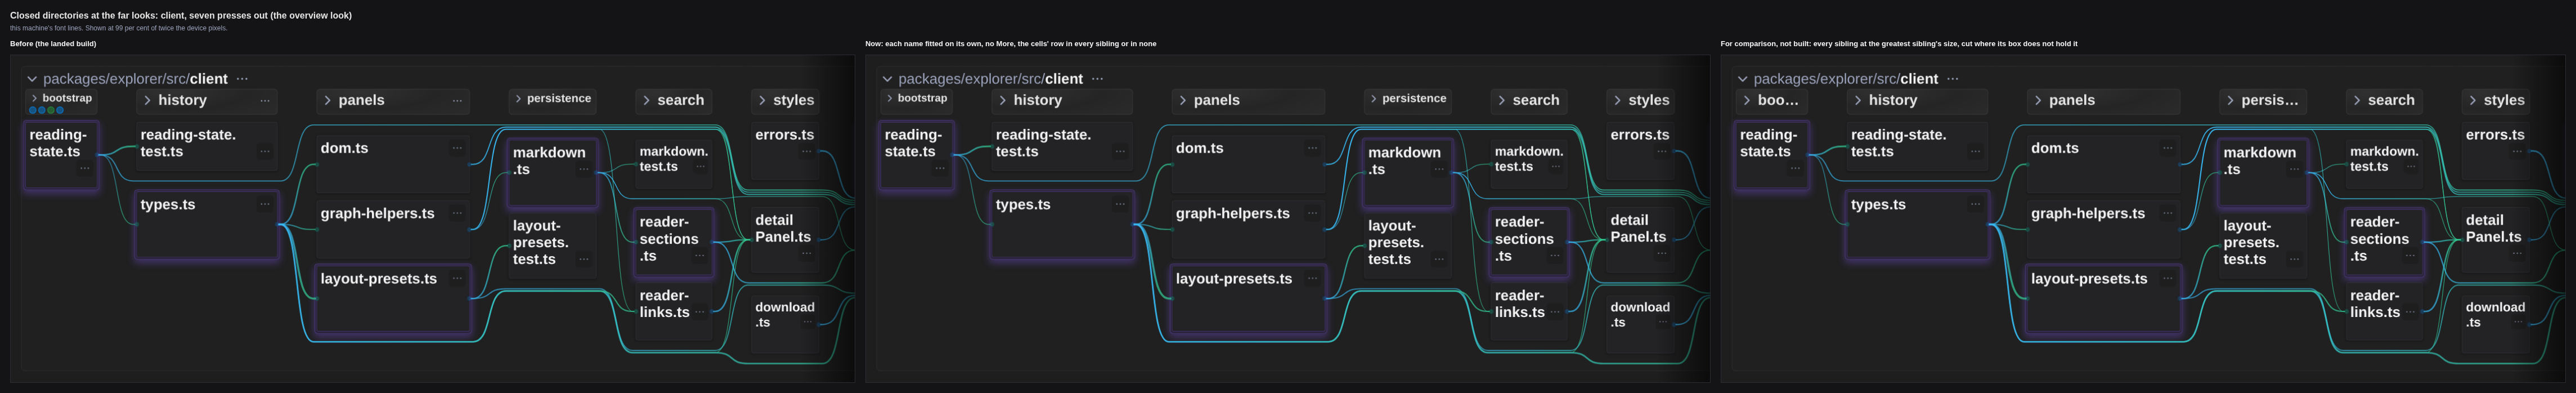 Closed directories at the far looks: client, seven presses out (the overview look)
this machine's font lines. Shown at 99 per cent of twice the device pixels.
Before (the landed build)
packages/explorer/src/client ...
bootstrap
history ...
panels ...
persistence
search
styles
reading-
state.ts
...
reading-state.
test.ts
...
types.ts ...
dom.ts ...
graph-helpers.ts ...
layout-presets.ts ...
markdown
.ts ...
layout-
presets.
test.ts ...
markdown.
test.ts ...
reader-
sections
.ts ...
reader-
links.ts ...
errors.ts
...
detail
Panel.ts
...
download
.ts ...
Now: each name fitted on its own, no More, the cells' row in every sibling or in none
packages/explorer/src/client ...
bootstrap
history
panels
persistence
search
styles
reading-
state.ts
...
reading-state.
test.ts
...
types.ts ...
dom.ts ...
graph-helpers.ts ...
layout-presets.ts ...
markdown
.ts ...
layout-
presets.
test.ts ...
markdown.
test.ts ...
reader-
sections
.ts ...
reader-
links.ts ...
errors.ts
...
detail
Panel.ts
...
download
.ts ...
For comparison, not built: every sibling at the greatest sibling's size, cut where its box does not hold it
packages/explorer/src/client ...
boo...
history
panels
persis...
search
styles
reading-
state.ts
...
reading-state.
test.ts
...
types.ts ...
dom.ts ...
graph-helpers.ts ...
layout-presets.ts ...
markdown
.ts ...
layout-
presets.
test.ts ...
markdown.
test.ts ...
reader-
sections
.ts ...
reader-
links.ts ...
errors.ts
...
detail
Panel.ts
...
download
.ts ...